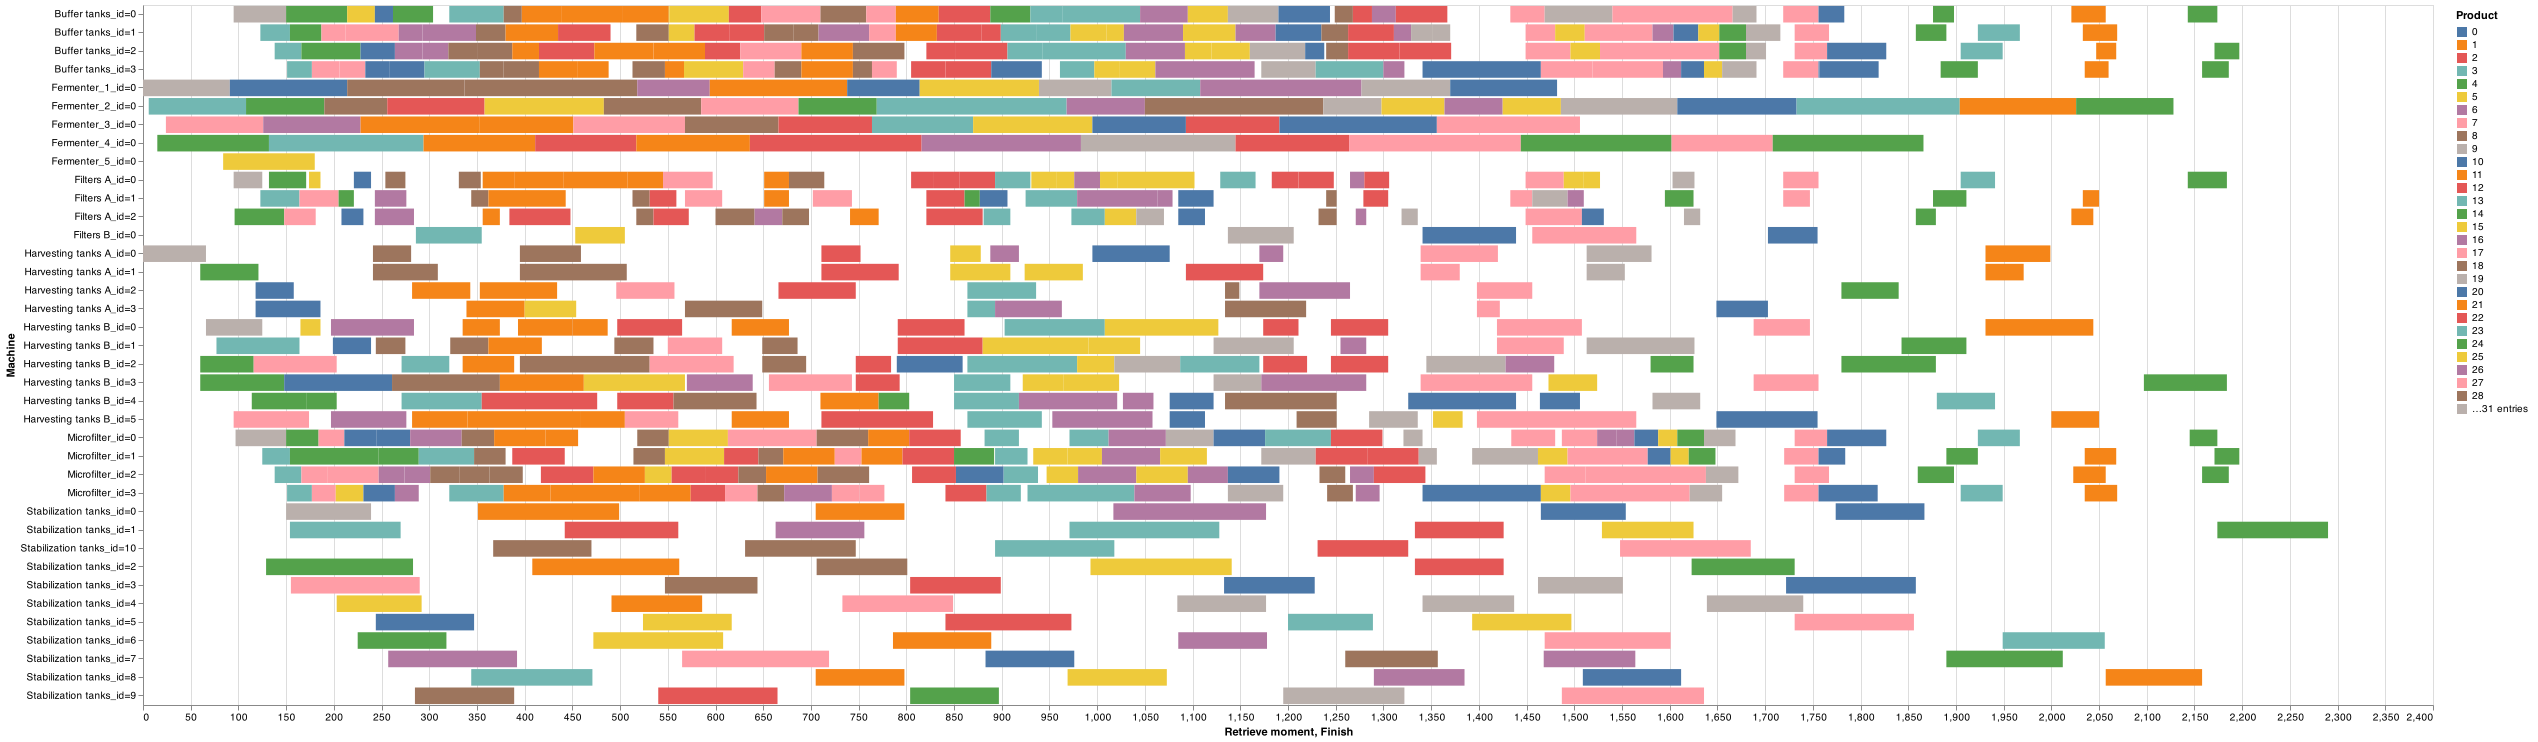 Machine
Buffer tanks_id=0
Buffer tanks_id=1
Buffer tanks_id=2
Buffer tanks_id=3
Fermenter_1_id=0
Fermenter_2_id=0
Fermenter_3_id=0
Fermenter_4_id=0
Fermenter_5_id=0
Filters A_id=0
Filters A_id=1
Filters A_id=2
Filters B_id=0
Harvesting tanks A_id=0
Harvesting tanks A_id=1
Harvesting tanks A_id=2
Harvesting tanks A_id=3
Harvesting tanks B_id=0
Harvesting tanks B_id=1
Harvesting tanks B_id=2
Harvesting tanks B_id=3
Harvesting tanks B_id=4
Harvesting tanks B_id=5
Microfilter_id=0
Microfilter_id=1
Microfilter_id=2
Microfilter_id=3
Stabilization tanks_id=0
Stabilization tanks_id=1
Stabilization tanks_id=10
Stabilization tanks_id=2
Stabilization tanks_id=3
Stabilization tanks_id=4
Stabilization tanks_id=5
Stabilization tanks_id=6
Stabilization tanks_id=7
Stabilization tanks_id=8
Stabilization tanks_id=9
0 50 100 150 200 250 300 350 400 450 500 550 600 650 700 750 800 850 900 950 1,000 1,050 1,100 1,150 1,200 1,250 1,300 1,350 1,400 1,450 1,500 1,550 1,600 1,650 1,700 1,750 1,800 1,850 1,900 1,950 2,000 2,050 2,100 2,150 2,200 2,250 2,300 2,350 2,400
Retrieve moment, Finish
Product
0
1
2
3
4
5
6
7
8
9
10
11
12
13
14
15
16
17
18
19
20
21
22
23
24
25
26
27
28
…31 entries